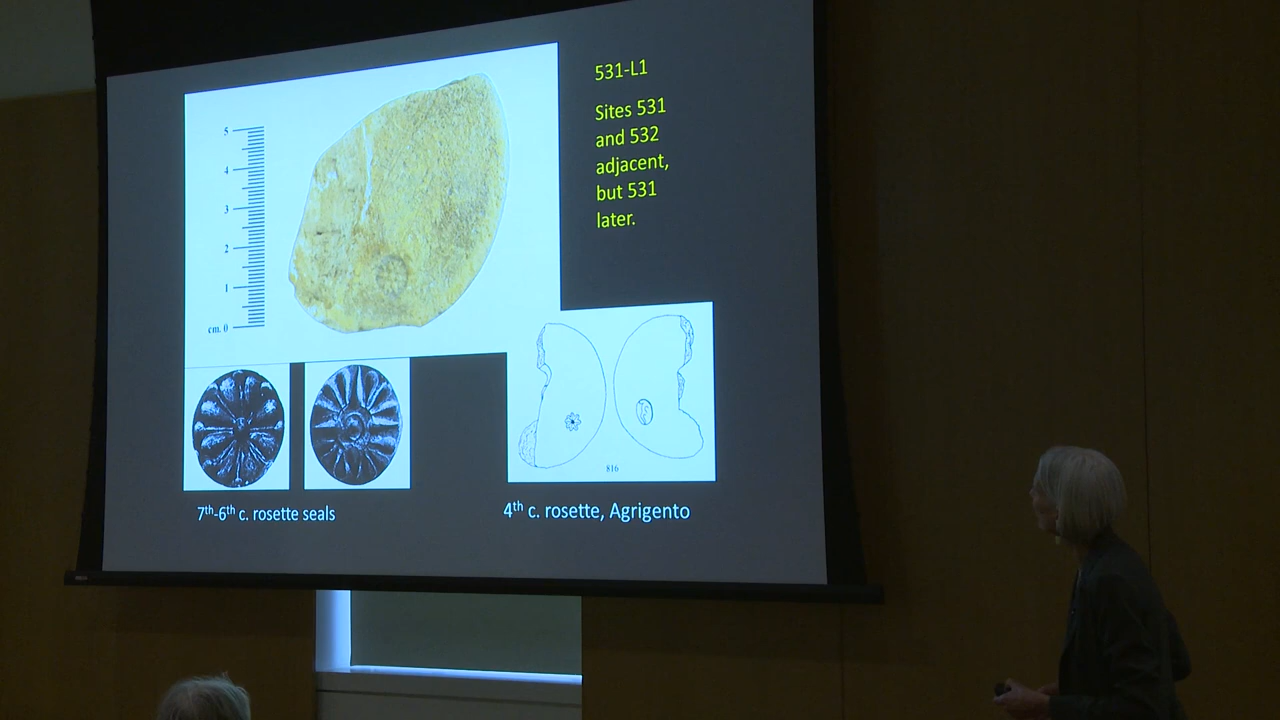 531-L1
Sites 531
and 532
adjacent,
but 531
later.
5
4
3
2
1
cm. 0
816
7th-6th c. rosette seals
4th c. rosette, Agrigento